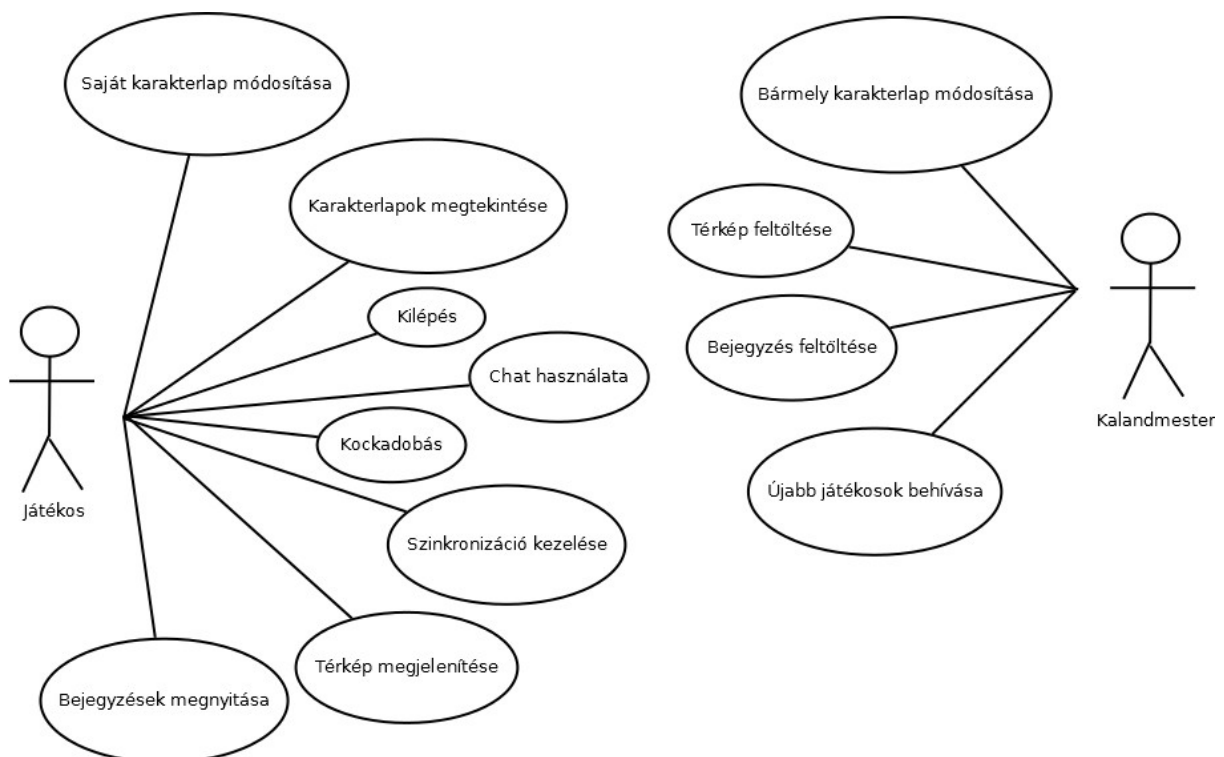 Saját karakterlap módosítása
Bármely karakterlap módosítása
Karakterlapok megtekintése
Térkép feltöltése
Kilépés
Bejegyzés feltöltése
Chat használata
Kalandmester
Kockadobás
Újabb játékosok behívása
Játékos
Szinkronizáció kezelése
Térkép megjelenítése
Bejegyzések megnyitása